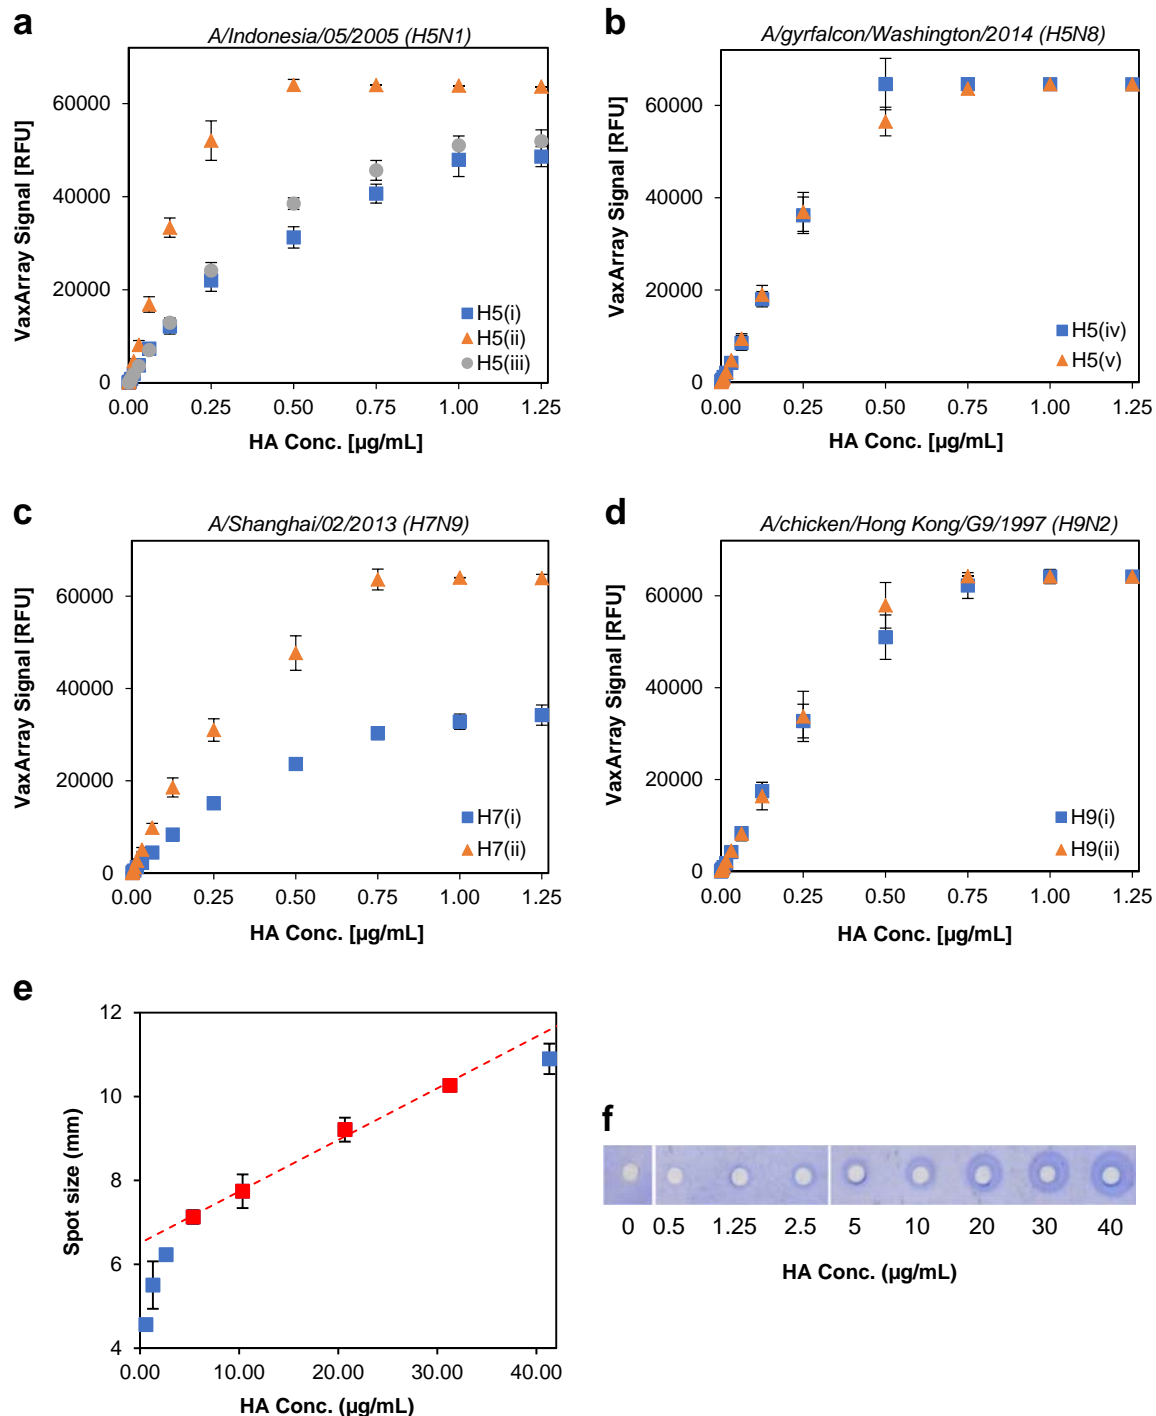 a
A/Indonesia/05/2005 (H5N1)
VaxArray Signal [RFU]
60000
40000
20000
0
H5(i)
H5(ii)
H5(iii)
0.00 0.25 0.50 0.75 1.00 1.25
HA Conc. [µg/mL]
b
A/gyrfalcon/Washington/2014 (H5N8)
VaxArray Signal [RFU]
60000
40000
20000
0
H5(iv)
H5(v)
0.00 0.25 0.50 0.75 1.00 1.25
HA Conc. [µg/mL]
c
A/Shanghai/02/2013 (H7N9)
VaxArray Signal [RFU]
60000
40000
20000
0
H7(i)
H7(ii)
0.00 0.25 0.50 0.75 1.00 1.25
HA Conc. [µg/mL]
d
A/chicken/Hong Kong/G9/1997 (H9N2)
VaxArray Signal [RFU]
60000
40000
20000
0
H9(i)
H9(ii)
0.00 0.25 0.50 0.75 1.00 1.25
HA Conc. [µg/mL]
e
Spot size (mm)
12
10
8
6
4
0.00 10.00 20.00 30.00 40.00
HA Conc. (µg/mL)
f
0 0.5 1.25 2.5 5 10 20 30 40
HA Conc. (µg/mL)